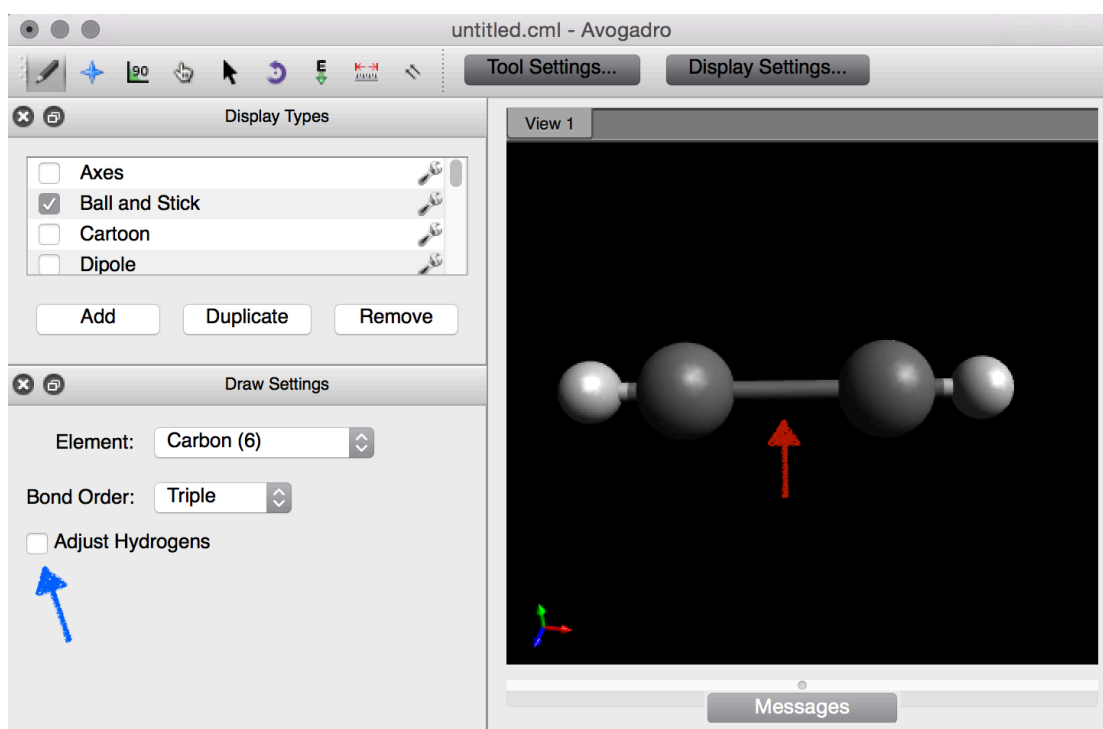 untitled.cml - Avogadro
90 E Tool Settings... Display Settings...
Display Types
View 1
Axes
Ball and Stick
Cartoon
Dipole
Add Duplicate Remove
Draw Settings
Element: Carbon (6)
Bond Order: Triple
Adjust Hydrogens
Messages